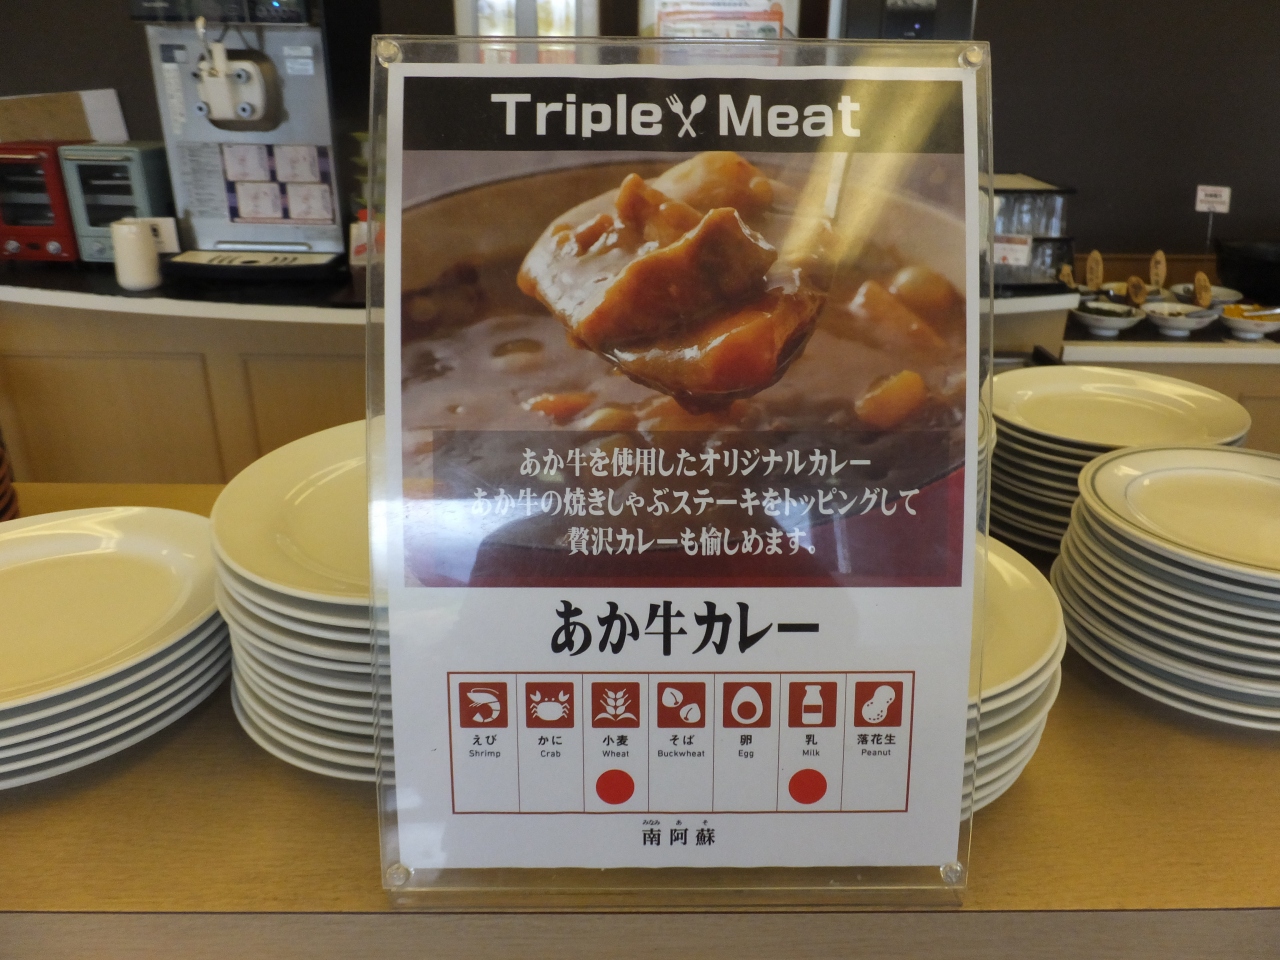 Triple Meat
あか牛を使用したオリジナルカレー
あか牛の焼きしゃぶステーキをトッピングして
贅沢カレーも愉しめます。
あか牛カレー
えび かに 小麦 そば 卵 乳 落花生
Shrimp Crab Wheat Buckwheat Egg Milk Peanut
みなみ あ そ
南阿蘇